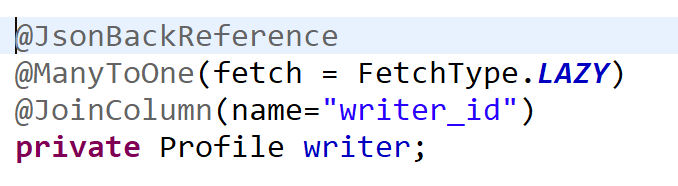 @JsonBackReference
@ManyToOne(fetch = FetchType.LAZY)
@JoinColumn(name="writer_id")
private Profile writer;